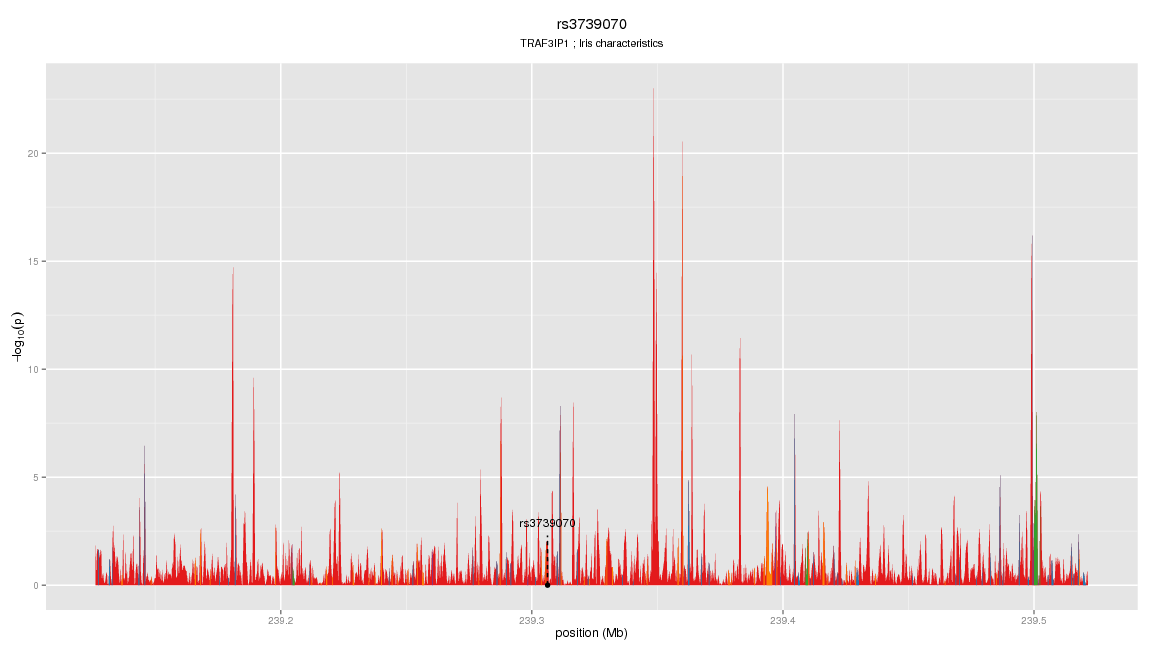 rs3739070
TRAF3IP1 ; Iris characteristics
20
15
10
5
0
−log10(p)
rs3739070
239.2
239.3
239.4
239.5
position (Mb)